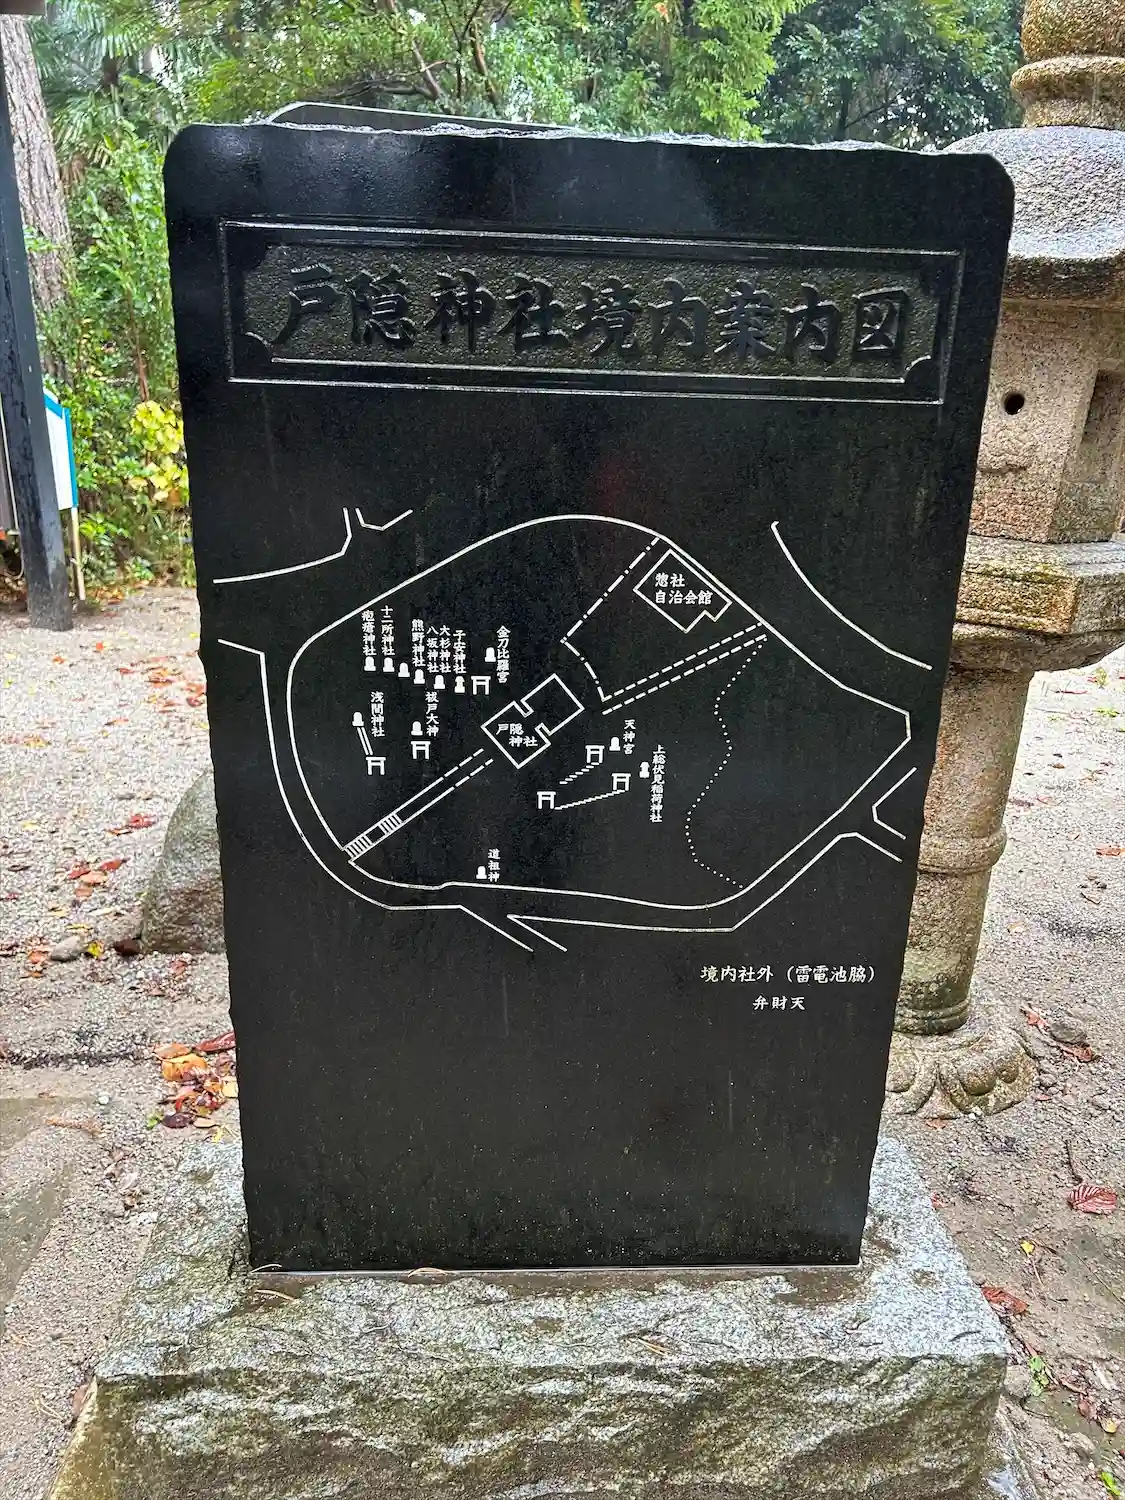 戸隠神社境内案内図
惣社
自治会館
金刀比羅宮
子安神社
大杉神社
八坂神社
熊野神社
十二所神社
疱瘡神社
祓戸大神
浅間神社
戸隠
神社
天神宮
上総伏見稲荷神社
道祖神
境内社外（雷電池脇）
弁財天